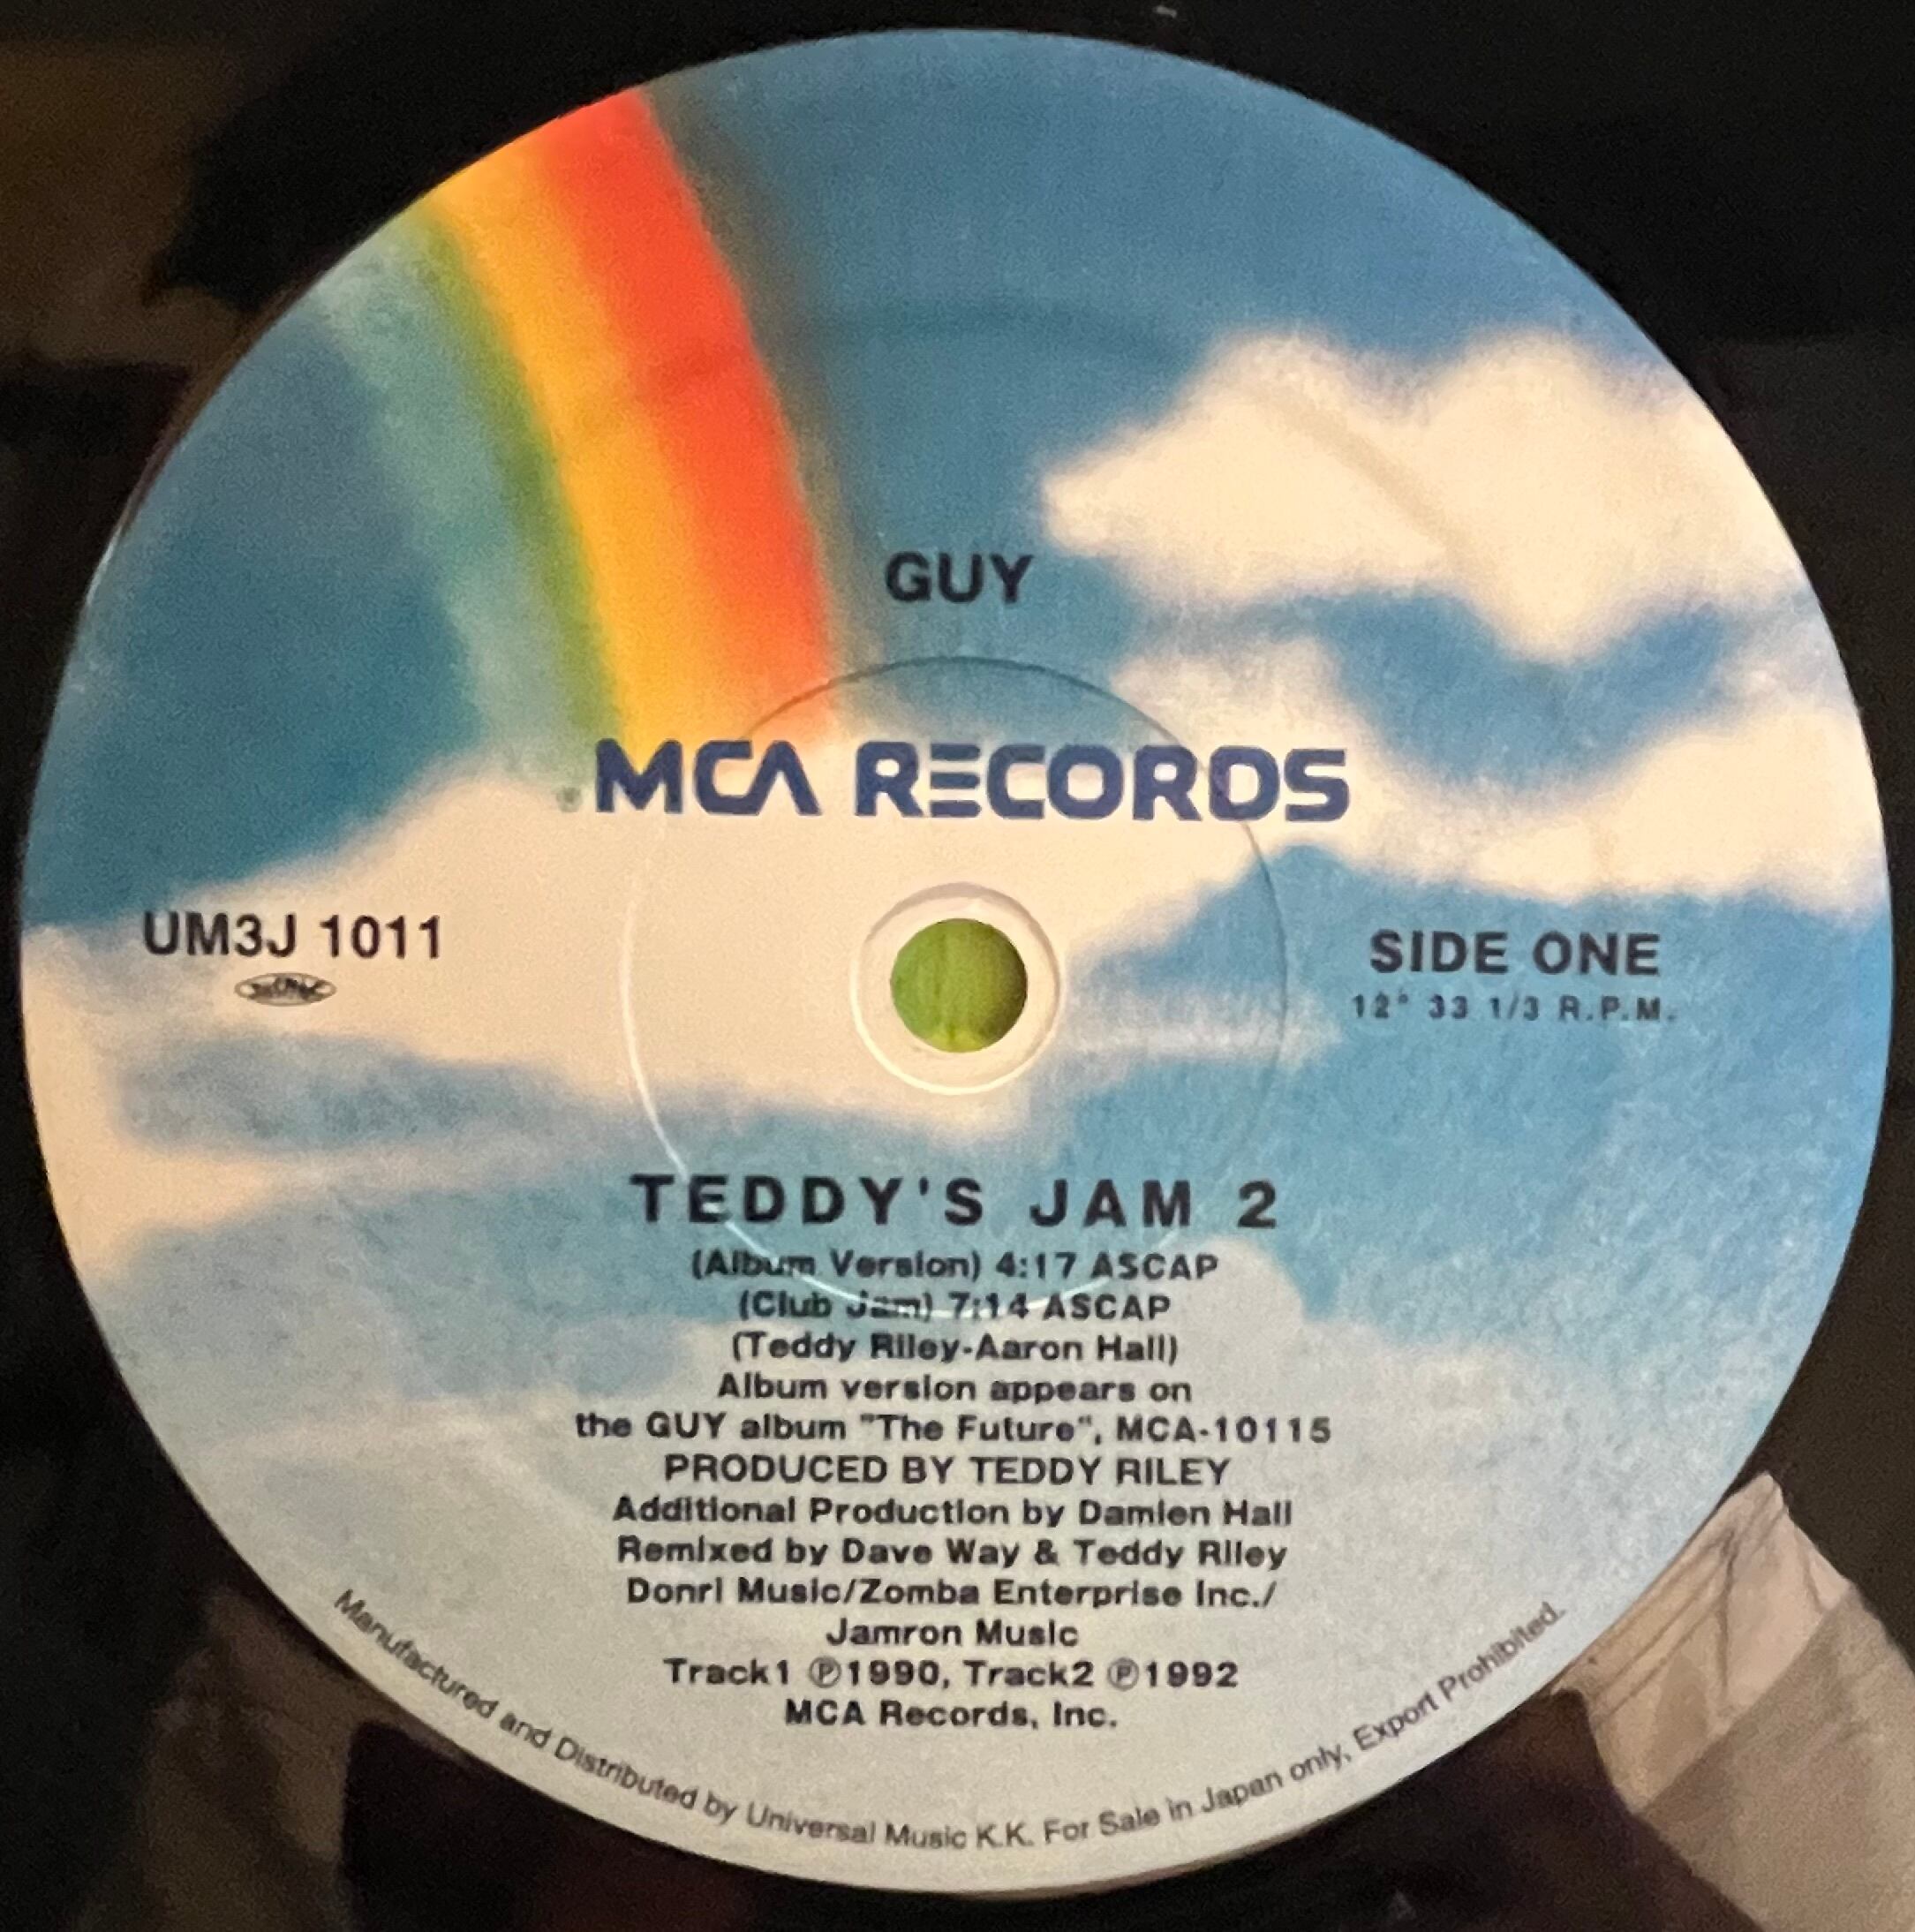 GUY
MCA RECORDS
UM3J 1011
SIDE ONE
12" 33 1/3 R.P.M.
TEDDY'S JAM 2
(Album Version) 4:17 ASCAP
(Club Jam) 7:14 ASCAP
(Teddy Riley-Aaron Hall)
Album version appears on
the GUY album "The Future", MCA-10115
PRODUCED BY TEDDY RILEY
Additional Production by Damien Hall
Remixed by Dave Way & Teddy Riley
Donri Music/Zomba Enterprise Inc./
Jamron Music
Track1 ℗1990, Track2 ℗1992
MCA Records, Inc.
Manufactured and Distributed by Universal Music K.K. For Sale in Japan only, Export Prohibited.